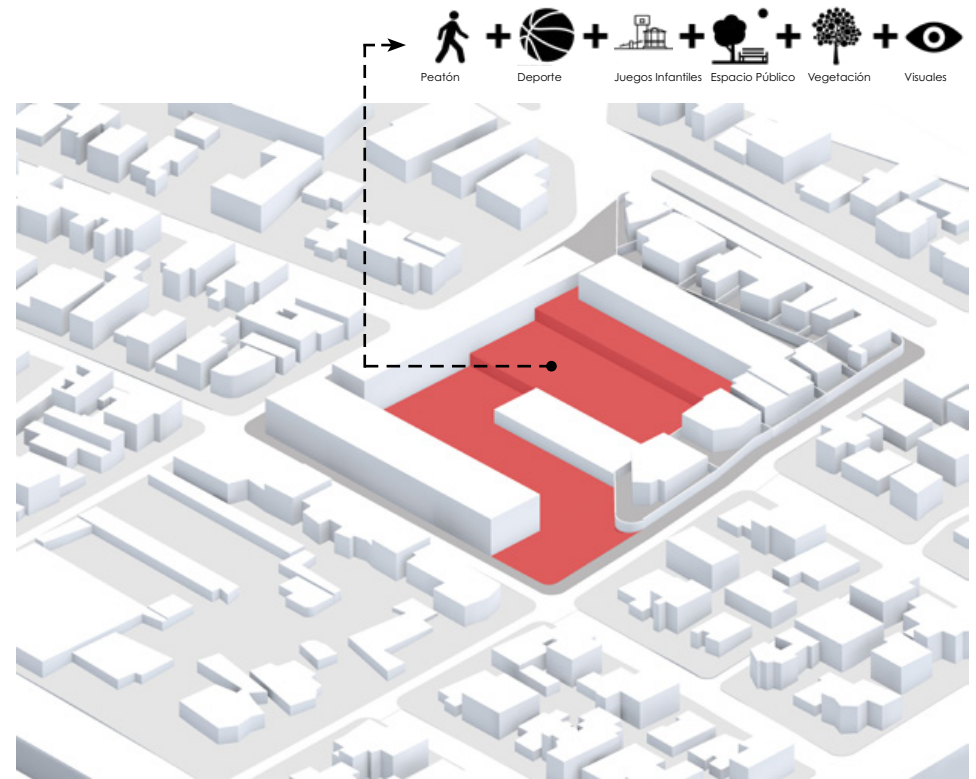 Peatón
Deporte
Juegos Infantiles
Espacio Público
Vegetación
Visuales